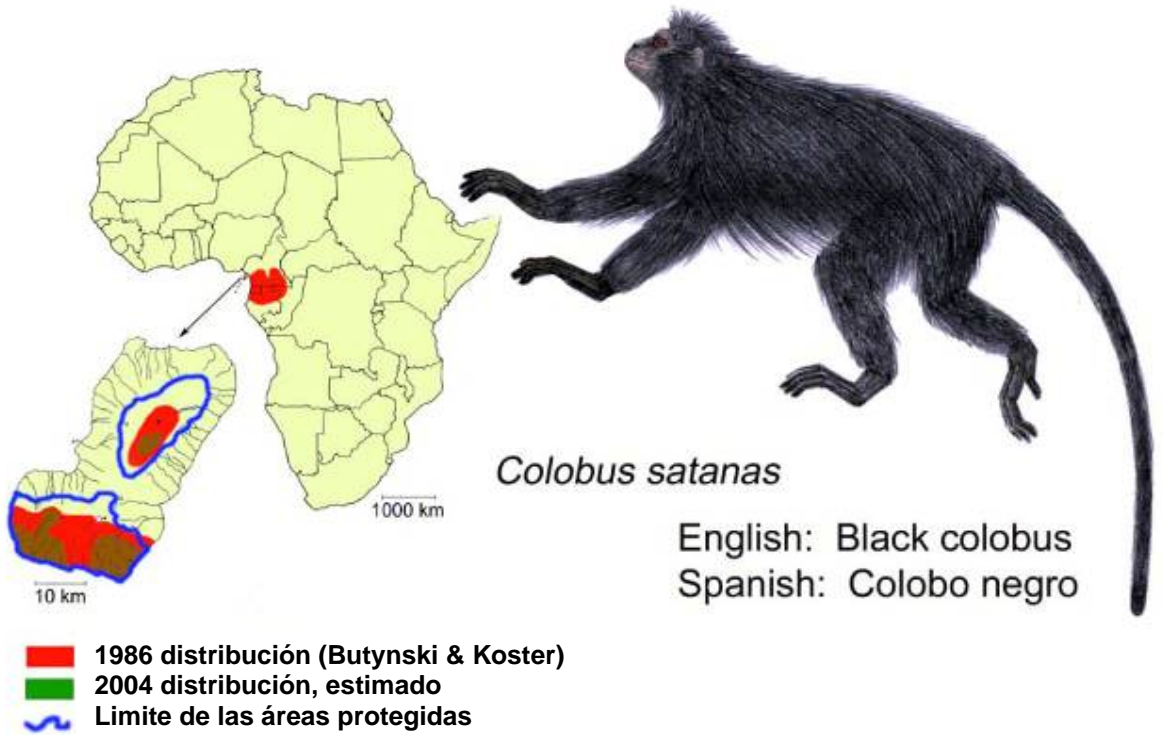 1000 km
10 km
Colobus satanas
English: Black colobus
Spanish: Colobo negro
1986 distribución (Butynski & Koster)
2004 distribución, estimado
Limite de las áreas protegidas